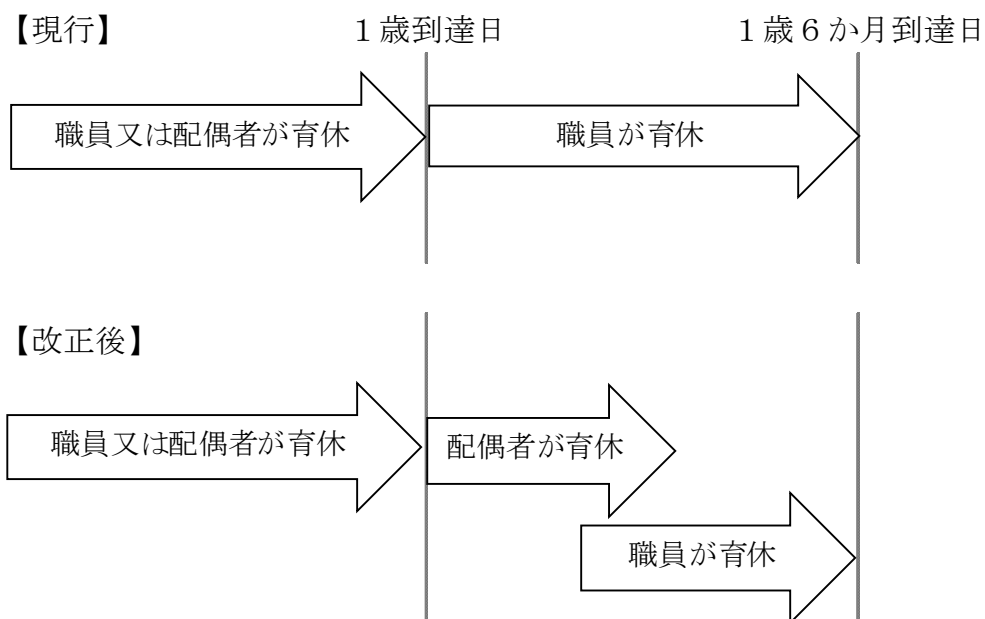 【現行】 １歳到達日 １歳６か月到達日
職員又は配偶者が育休 職員が育休
【改正後】
職員又は配偶者が育休 配偶者が育休
職員が育休